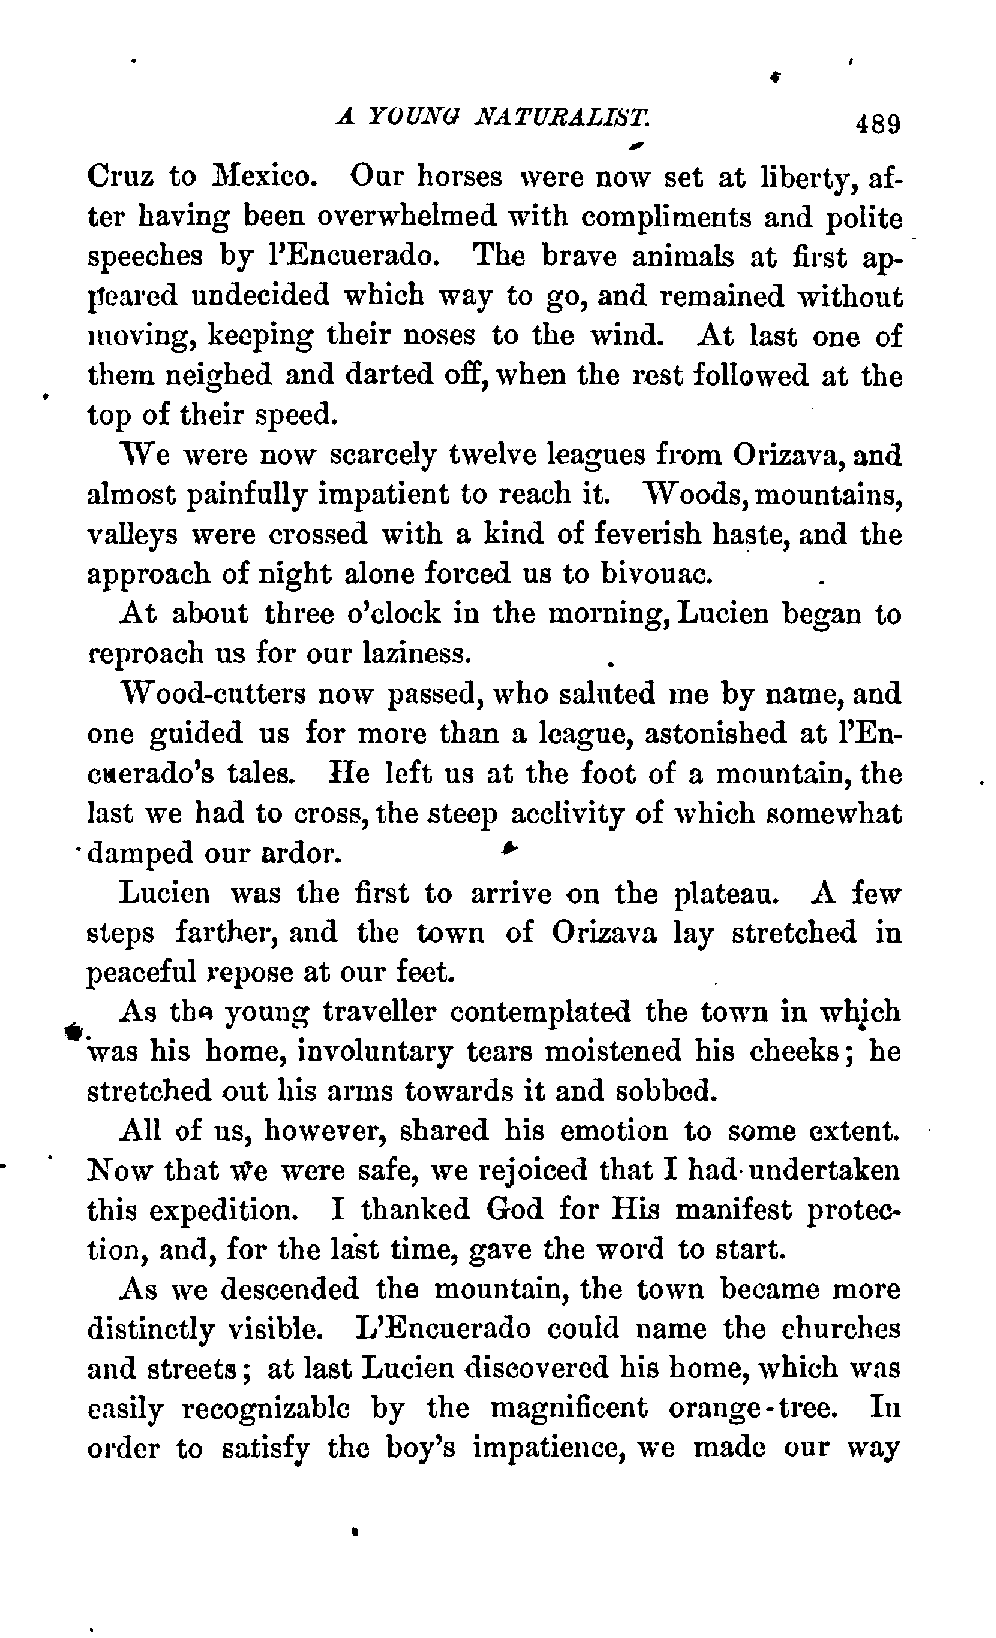 A YOUNG NATURALIST. 489
Cruz to Mexico. Our horses were now set at liberty, af-
ter having been overwhelmed with compliments and polite
speeches by l'Encuerado. The brave animals at first ap-
peared undecided which way to go, and remained without
moving, keeping their noses to the wind. At last one of
them neighed and darted off, when the rest followed at the
top of their speed.
We were now scarcely twelve leagues from Orizava, and
almost painfully impatient to reach it. Woods, mountains,
valleys were crossed with a kind of feverish haste, and the
approach of night alone forced us to bivouac.
At about three o'clock in the morning, Lucien began to
reproach us for our laziness.
Wood-cutters now passed, who saluted me by name, and
one guided us for more than a league, astonished at l'En-
cuerado's tales. He left us at the foot of a mountain, the
last we had to cross, the steep acclivity of which somewhat
damped our ardor.
Lucien was the first to arrive on the plateau. A few
steps farther, and the town of Orizava lay stretched in
peaceful repose at our feet.
As the young traveller contemplated the town in which
was his home, involuntary tears moistened his cheeks; he
stretched out his arms towards it and sobbed.
All of us, however, shared his emotion to some extent.
Now that we were safe, we rejoiced that I had undertaken
this expedition. I thanked God for His manifest protec-
tion, and, for the last time, gave the word to start.
As we descended the mountain, the town became more
distinctly visible. L'Encuerado could name the churches
and streets; at last Lucien discovered his home, which was
easily recognizable by the magnificent orange-tree. In
order to satisfy the boy's impatience, we made our way